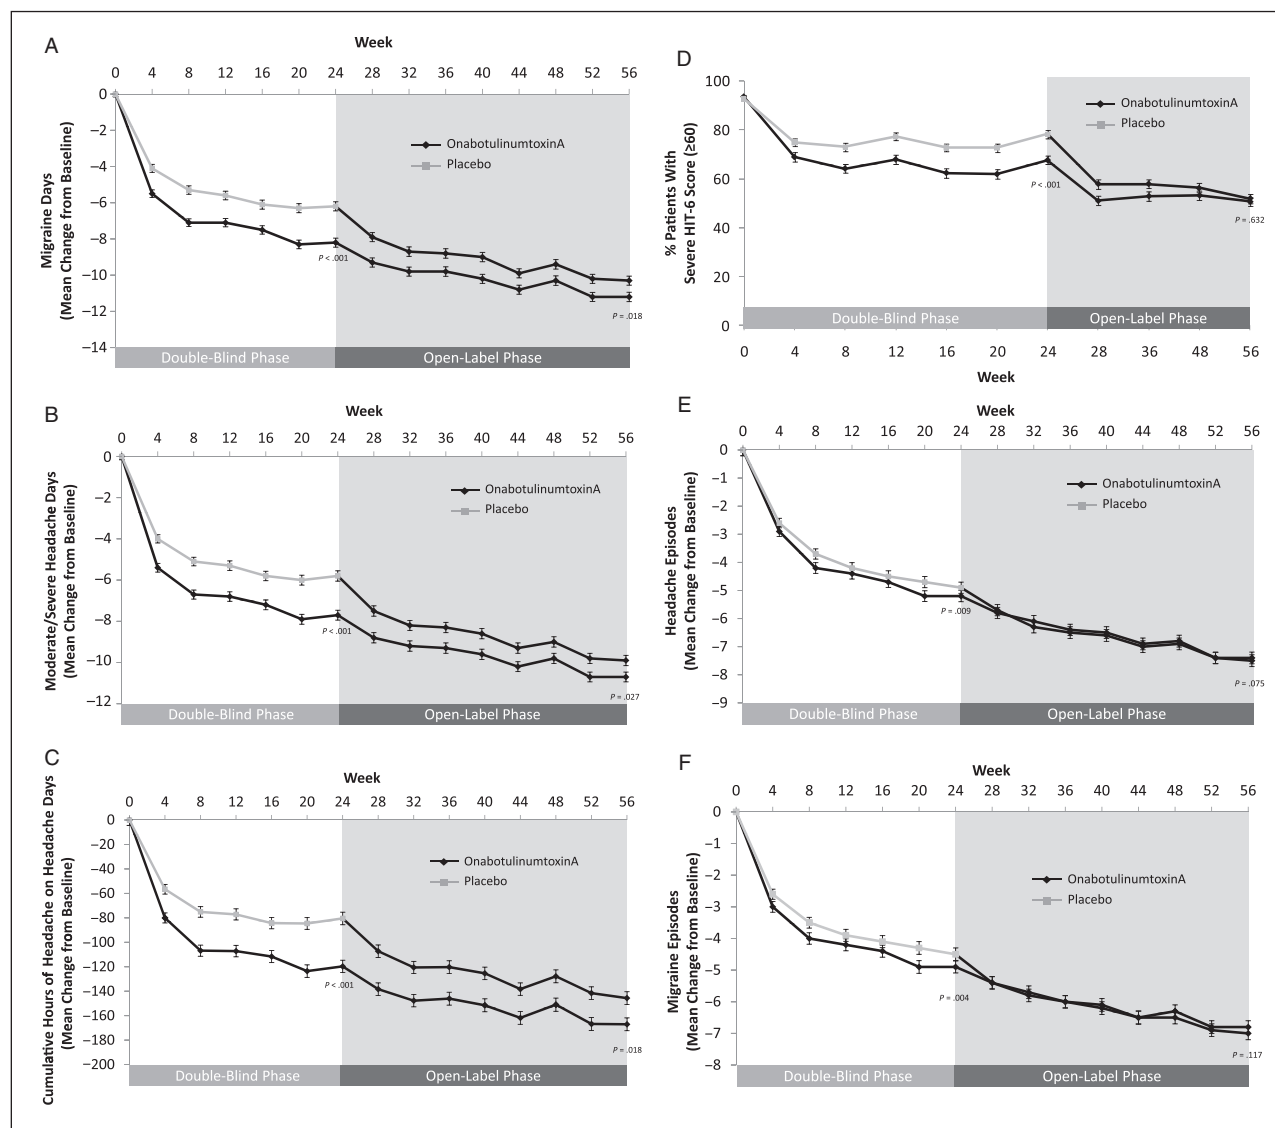 A
Week
0 4 8 12 16 20 24 28 32 36 40 44 48 52 56
Migraine Days
(Mean Change from Baseline)
0
−2
−4
−6
−8
−10
−12
−14
OnabotulinumtoxinA
Placebo
P < .001
P = .018
Double-Blind Phase Open-Label Phase
B
Week
0 4 8 12 16 20 24 28 32 36 40 44 48 52 56
Moderate/Severe Headache Days
(Mean Change from Baseline)
0
−2
−4
−6
−8
−10
−12
OnabotulinumtoxinA
Placebo
P < .001
P = .027
Double-Blind Phase Open-Label Phase
C
Week
0 4 8 12 16 20 24 28 32 36 40 44 48 52 56
Cumulative Hours of Headache on Headache Days
(Mean Change from Baseline)
0
−20
−40
−60
−80
−100
−120
−140
−160
−180
−200
OnabotulinumtoxinA
Placebo
P < .001
P = .018
Double-Blind Phase Open-Label Phase
D
% Patients With
Severe HIT-6 Score (≥60)
100
80
60
40
20
0
OnabotulinumtoxinA
Placebo
P < .001
P = .632
Double-Blind Phase Open-Label Phase
0 4 8 12 16 20 24 28 36 48 56
Week
E
Week
0 4 8 12 16 20 24 28 32 36 40 44 48 52 56
Headache Episodes
(Mean Change from Baseline)
0
−1
−2
−3
−4
−5
−6
−7
−8
−9
OnabotulinumtoxinA
Placebo
P = .009
P = .075
Double-Blind Phase Open-Label Phase
F
Week
0 4 8 12 16 20 24 28 32 36 40 44 48 52 56
Migraine Episodes
(Mean Change from Baseline)
0
−1
−2
−3
−4
−5
−6
−7
−8
OnabotulinumtoxinA
Placebo
P = .004
P = .117
Double-Blind Phase Open-Label Phase